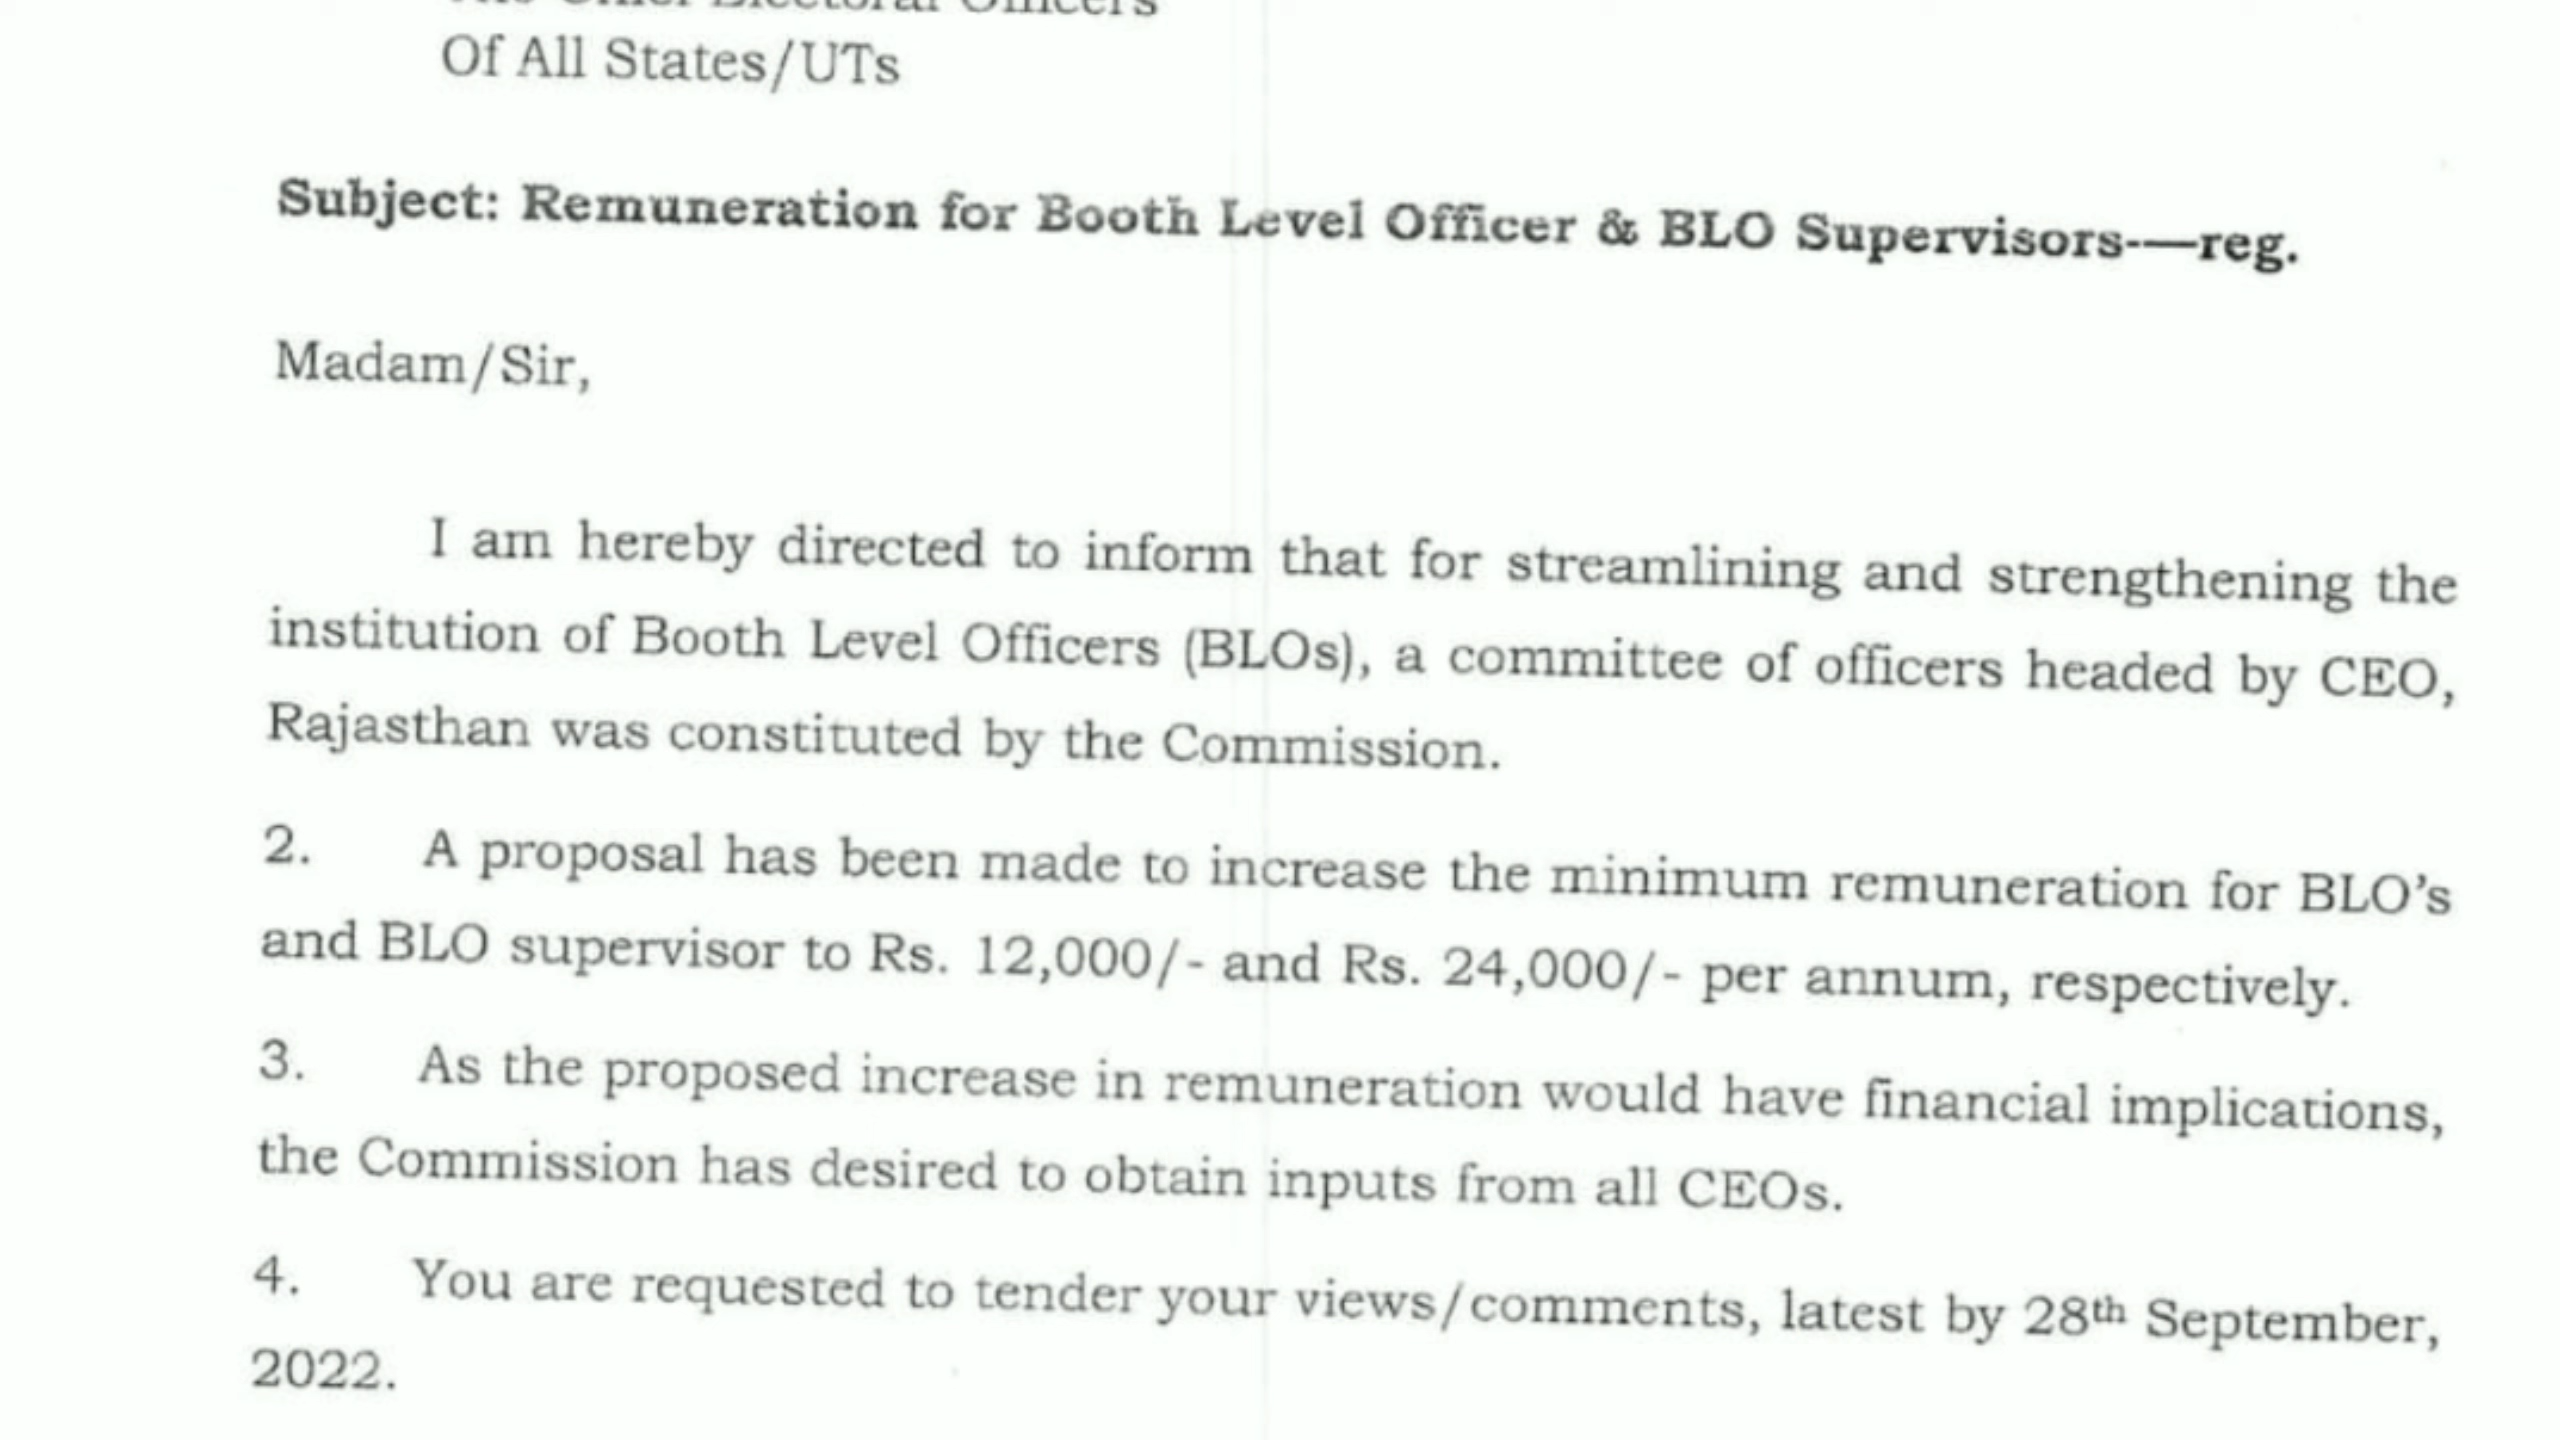 The Chief Electoral Officers
Of All States/UTs
Subject: Remuneration for Booth Level Officer & BLO Supervisors-—reg.
Madam/Sir,
I am hereby directed to inform that for streamlining and strengthening the
institution of Booth Level Officers (BLOs), a committee of officers headed by CEO,
Rajasthan was constituted by the Commission.
2. A proposal has been made to increase the minimum remuneration for BLO’s
and BLO supervisor to Rs. 12,000/- and Rs. 24,000/- per annum, respectively.
3. As the proposed increase in remuneration would have financial implications,
the Commission has desired to obtain inputs from all CEOs.
4. You are requested to tender your views/comments, latest by 28th September,
2022.